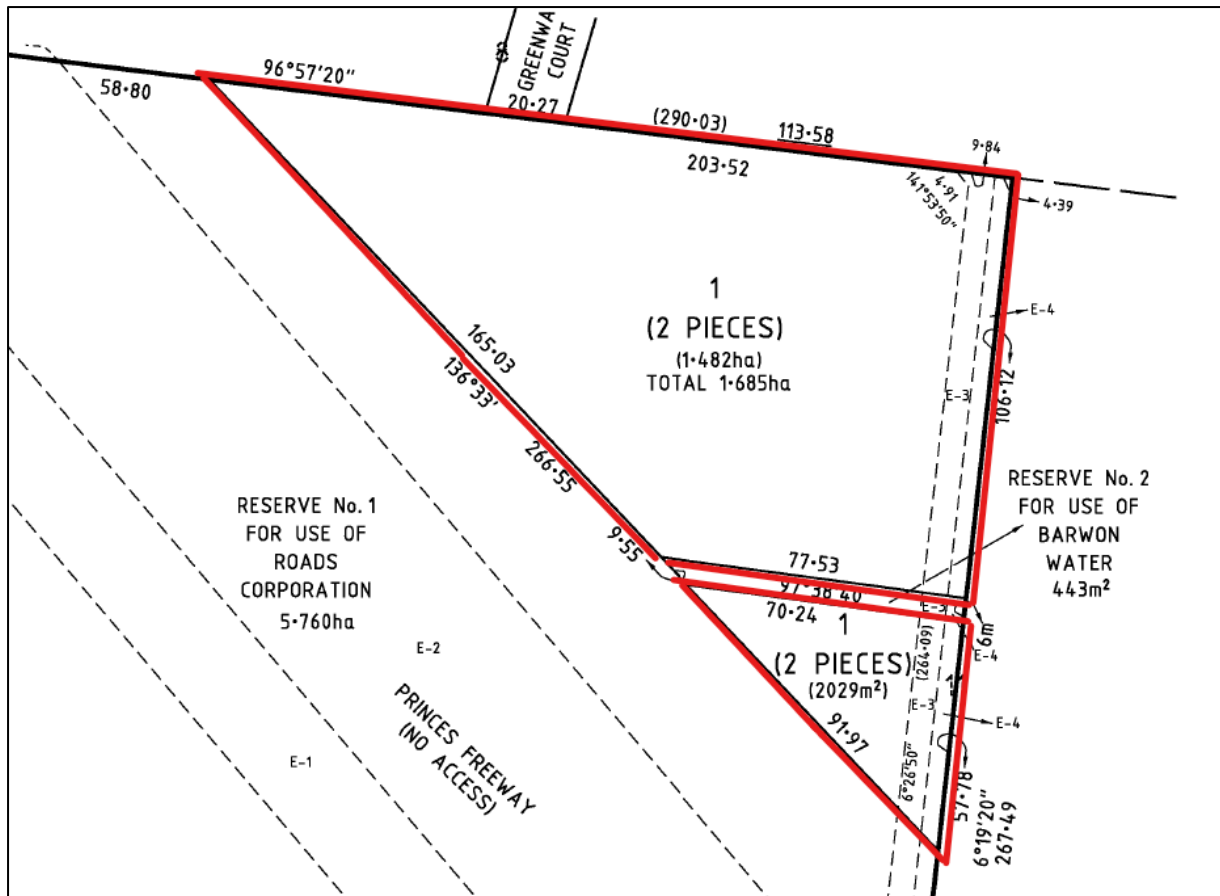 GREENWA
COURT
96°57'20"
58·80
20·27
(290·03)
113·58
203·52
9·84
4·91
141°53'50"
4·39
1
(2 PIECES)
(1·482ha)
TOTAL 1·685ha
E-4
E-3
106·12
165·03
136°33'
266·55
9·55
RESERVE No. 2
FOR USE OF
BARWON
WATER
443m²
RESERVE No. 1
FOR USE OF
ROADS
CORPORATION
5·760ha
77·53
97°38'40
70·24
E-3
6m
E-4
1
(2 PIECES)
(2029m²)
(264·09)
E-3
E-4
91·97
6°26'50"
57·78
6°19'20"
267·49
E-2
PRINCES FREEWAY
(NO ACCESS)
E-1